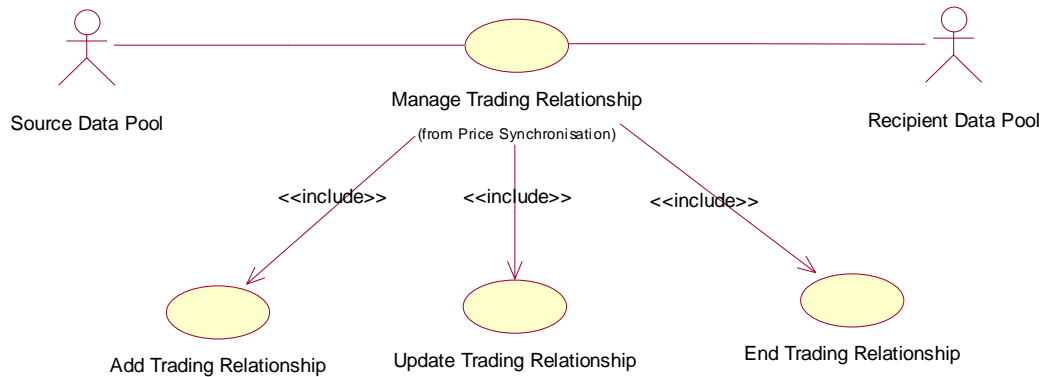 Manage Trading Relationship
Source Data Pool
Recipient Data Pool
(from Price Synchronisation)
<<include>>
<<include>>
<<include>>
Add Trading Relationship
Update Trading Relationship
End Trading Relationship